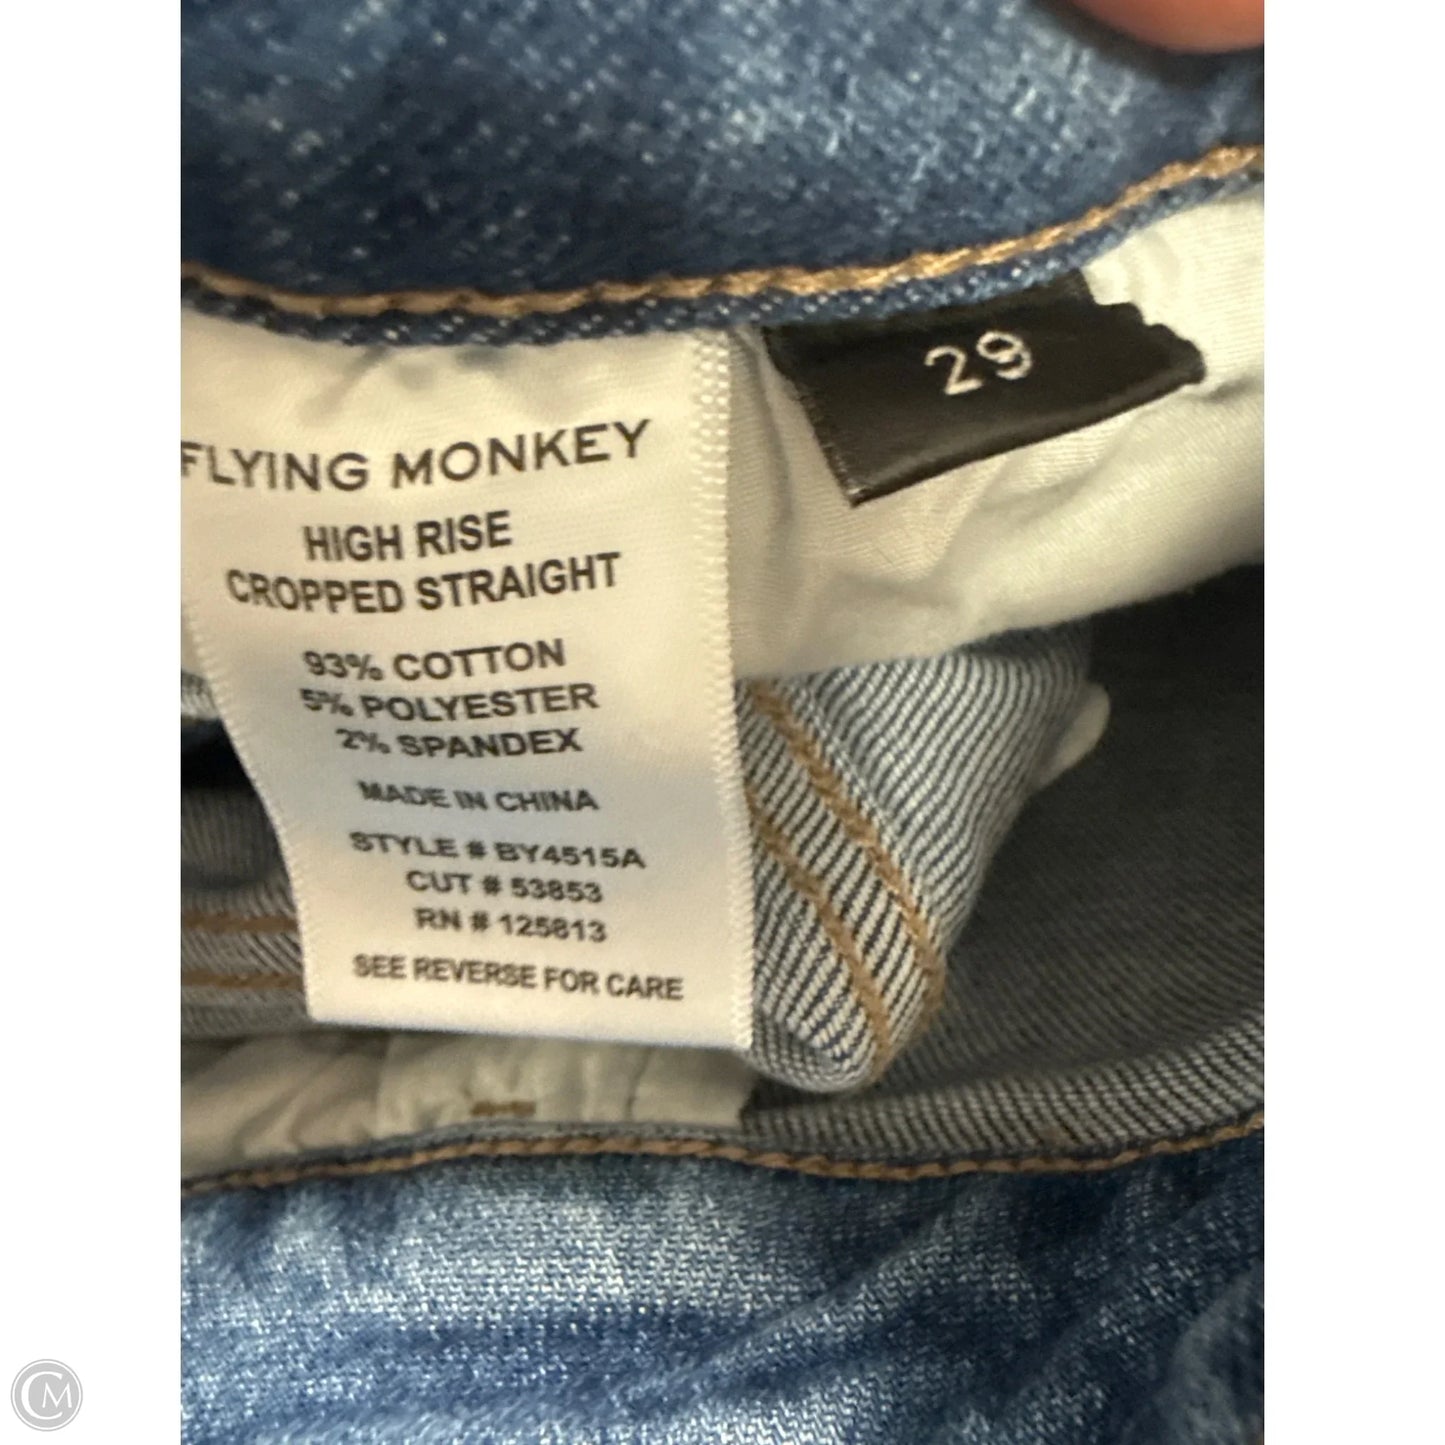 29
FLYING MONKEY
HIGH RISE
CROPPED STRAIGHT
93% COTTON
5% POLYESTER
2% SPANDEX
MADE IN CHINA
STYLE # BY4515A
CUT # 53853
RN # 125813
SEE REVERSE FOR CARE
CM